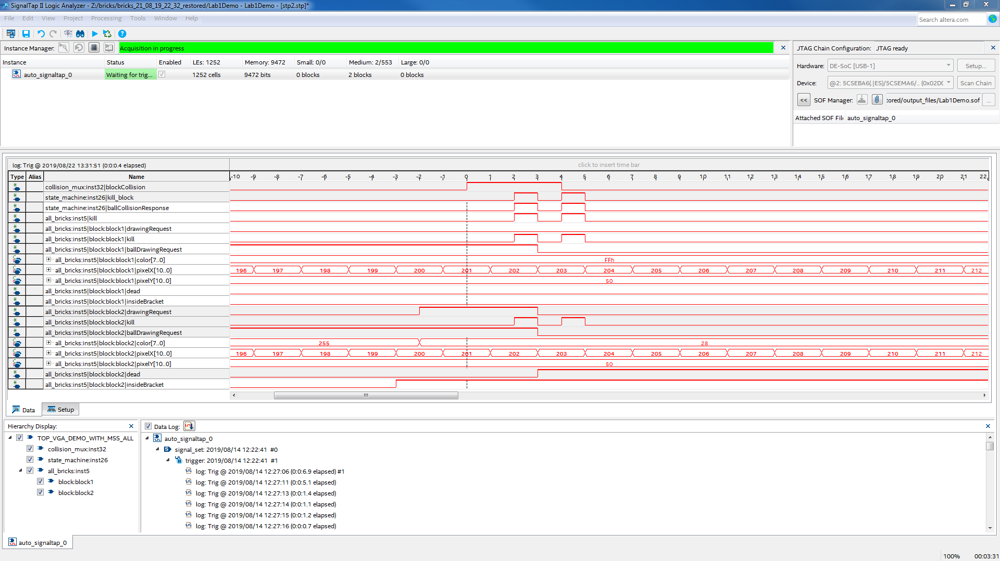 SignalTap II Logic Analyzer - Z:/bricks/bricks_21_08_19_22_32_restored/Lab1Demo - Lab1Demo - [stp2.stp]*
File Edit View Project Processing Tools Window Help
Search altera.com
Instance Manager: Acquisition in progress
Instance Status Enabled LEs: 1252 Memory: 9472 Small: 0/0 Medium: 2/553 Large: 0/0
auto_signaltap_0 Waiting for trig... 1252 cells 9472 bits 0 blocks 2 blocks 0 blocks
JTAG Chain Configuration: JTAG ready
Hardware: DE-SoC [USB-1] Setup...
Device: @2: 5CSEBA6(.|ES)/5CSEMA6/.. (0x02D0 Scan Chain
<< SOF Manager: tored/output_files/Lab1Demo.sof ...
Attached SOF File auto_signaltap_0
log: Trig @ 2019/08/22 13:31:51 (0:0:0.4 elapsed) click to insert time bar
Type Alias Name -10 -9 -8 -7 -6 -5 -4 -3 -2 -1 0 1 2 3 4 5 6 7 8 9 10 11 12 13 14 15 16 17 18 19 20 21 22
collision_mux:inst32|blockCollision
state_machine:inst26|kill_block
state_machine:inst26|ballCollisionResponse
all_bricks:inst5|kill
all_bricks:inst5|block:block1|drawingRequest
all_bricks:inst5|block:block1|kill
all_bricks:inst5|block:block1|ballDrawingRequest
all_bricks:inst5|block:block1|color[7..0] FFh
all_bricks:inst5|block:block1|pixelX[10..0] 196 197 198 199 200 201 202 203 204 205 206 207 208 209 210 211 212
all_bricks:inst5|block:block1|pixelY[10..0] 50
all_bricks:inst5|block:block1|dead
all_bricks:inst5|block:block1|insideBracket
all_bricks:inst5|block:block2|drawingRequest
all_bricks:inst5|block:block2|kill
all_bricks:inst5|block:block2|ballDrawingRequest
all_bricks:inst5|block:block2|color[7..0] 255 28
all_bricks:inst5|block:block2|pixelX[10..0] 196 197 198 199 200 201 202 203 204 205 206 207 208 209 210 211 212
all_bricks:inst5|block:block2|pixelY[10..0] 50
all_bricks:inst5|block:block2|dead
all_bricks:inst5|block:block2|insideBracket
Data Setup
Hierarchy Display:
TOP_VGA_DEMO_WITH_MSS_ALL
collision_mux:inst32
state_machine:inst26
all_bricks:inst5
block:block1
block:block2
Data Log:
auto_signaltap_0
signal_set: 2019/08/14 12:22:41 #0
trigger: 2019/08/14 12:22:41 #1
log: Trig @ 2019/08/14 12:27:06 (0:0:6.9 elapsed) #1
log: Trig @ 2019/08/14 12:27:11 (0:0:5.1 elapsed)
log: Trig @ 2019/08/14 12:27:13 (0:0:1.4 elapsed)
log: Trig @ 2019/08/14 12:27:14 (0:0:1.1 elapsed)
log: Trig @ 2019/08/14 12:27:15 (0:0:1.2 elapsed)
log: Trig @ 2019/08/14 12:27:16 (0:0:0.7 elapsed)
auto_signaltap_0
100% 00:03:31